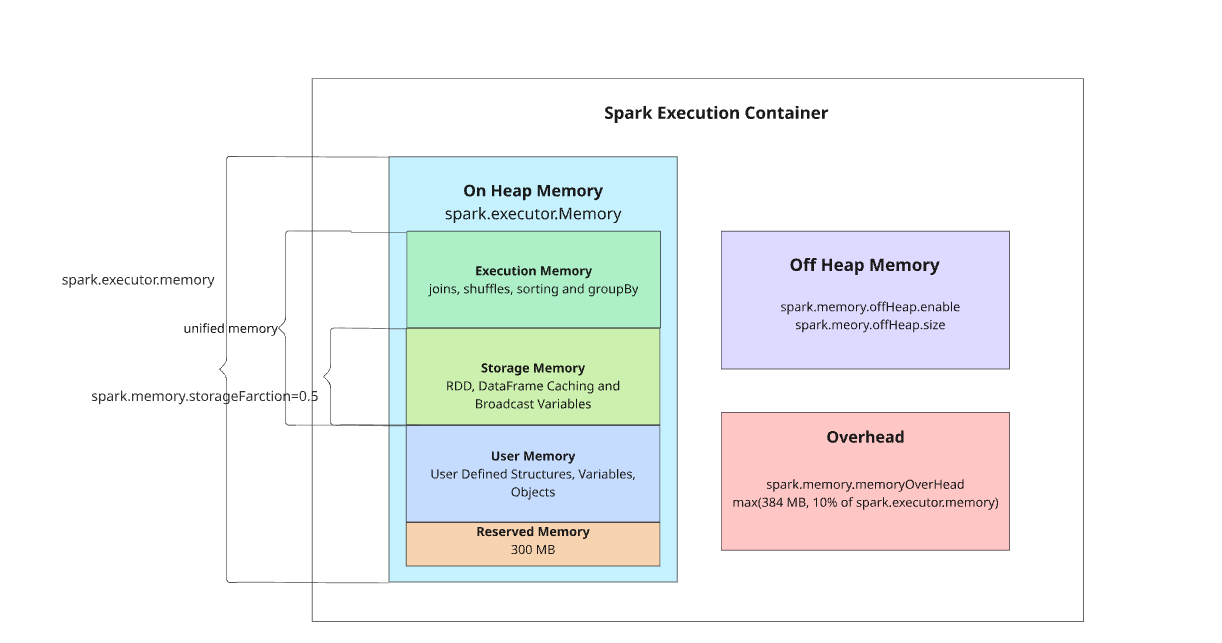 Spark Execution Container
On Heap Memory
spark.executor.Memory
spark.executor.memory
unified memory
spark.memory.storageFarction=0.5
Execution Memory
joins, shuffles, sorting and groupBy
Storage Memory
RDD, DataFrame Caching and
Broadcast Variables
User Memory
User Defined Structures, Variables,
Objects
Reserved Memory
300 MB
Off Heap Memory
spark.memory.offHeap.enable
spark.meory.offHeap.size
Overhead
spark.memory.memoryOverHead
max(384 MB, 10% of spark.executor.memory)